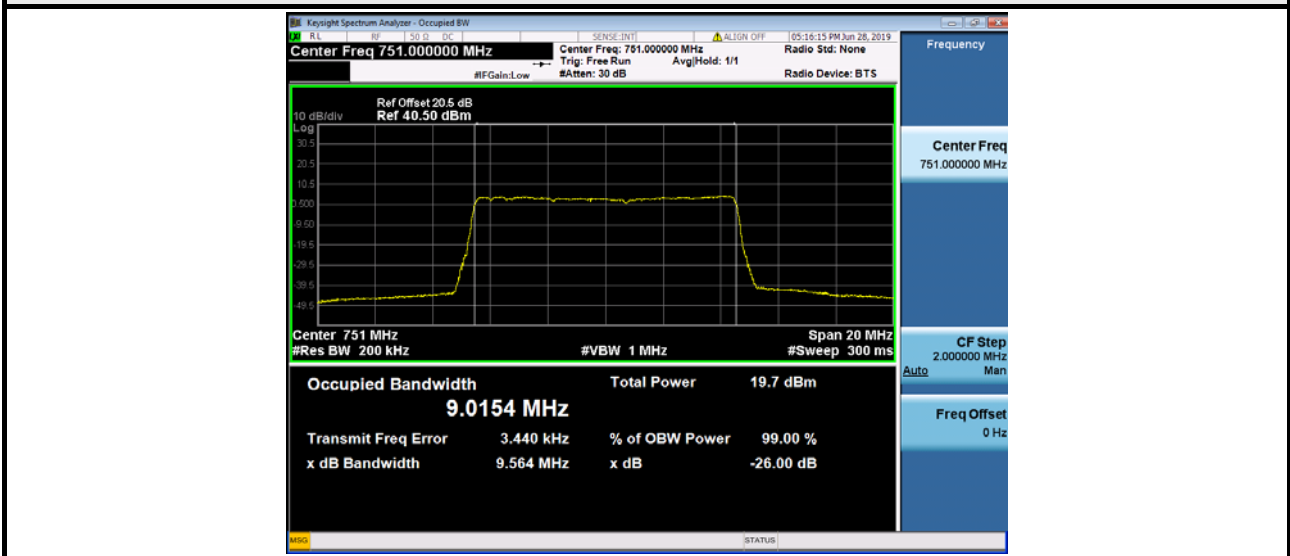 Keysight Spectrum Analyzer - Occupied BW
RL RF 50 Ω DC SENSE:INT ALIGN OFF 05:16:15 PM Jun 28, 2019
Center Freq 751.000000 MHz
Center Freq: 751.000000 MHz
Radio Std: None
Trig: Free Run Avg|Hold: 1/1
#IFGain:Low #Atten: 30 dB Radio Device: BTS
Ref Offset 20.5 dB
10 dB/div Ref 40.50 dBm
Log
30.5
20.5
10.5
0.500
-9.50
-19.5
-29.5
-39.5
-49.5
Center 751 MHz Span 20 MHz
#Res BW 200 kHz #VBW 1 MHz #Sweep 300 ms
Occupied Bandwidth Total Power 19.7 dBm
9.0154 MHz
Transmit Freq Error 3.440 kHz % of OBW Power 99.00 %
x dB Bandwidth 9.564 MHz x dB -26.00 dB
MSG STATUS
Frequency
Center Freq
751.000000 MHz
CF Step
2.000000 MHz
Auto Man
Freq Offset
0 Hz